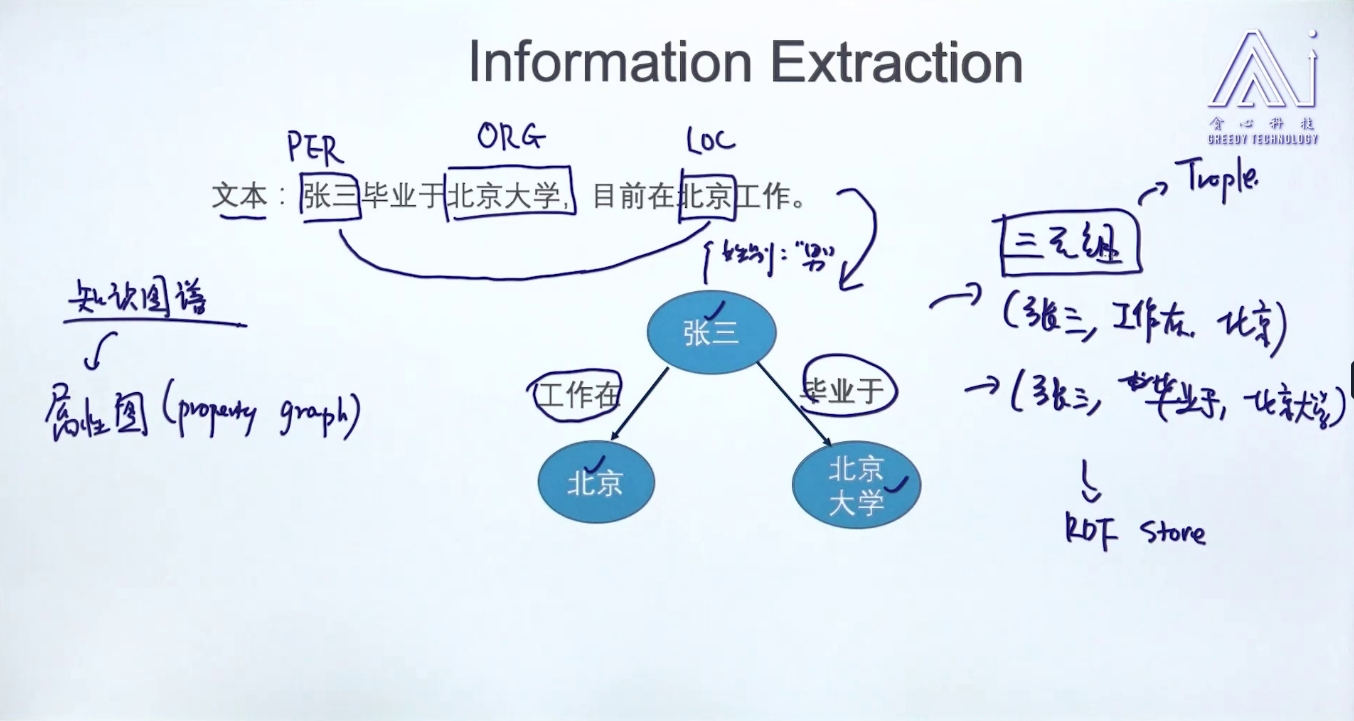 Information Extraction
贪心科技
GREEDY TECHNOLOGY
PER
ORG
LOC
文本：张三毕业于北京大学，目前在北京工作。
Trople.
三元组
性别："男"
知识图谱
张三
(张三, 工作在, 北京)
属性图 (property graph)
工作在
毕业于
(张三, 毕业于, 北京大学)
北京
北京
大学
RDF Store